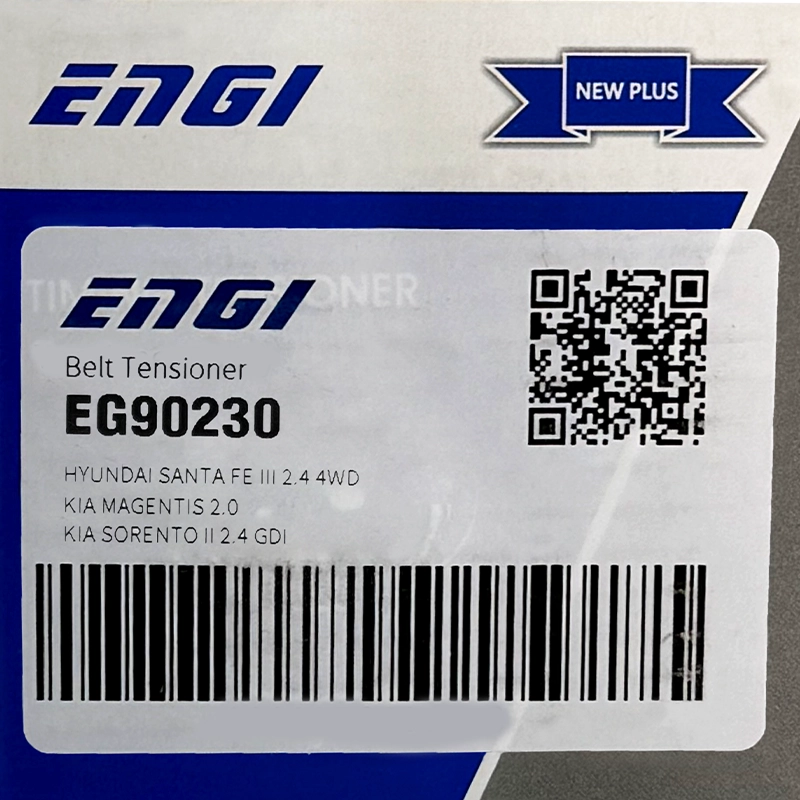 ENGI
NEW PLUS
ENGI
Belt Tensioner
EG90230
HYUNDAI SANTA FE III 2.4 4WD
KIA MAGENTIS 2.0
KIA SORENTO II 2.4 GDI